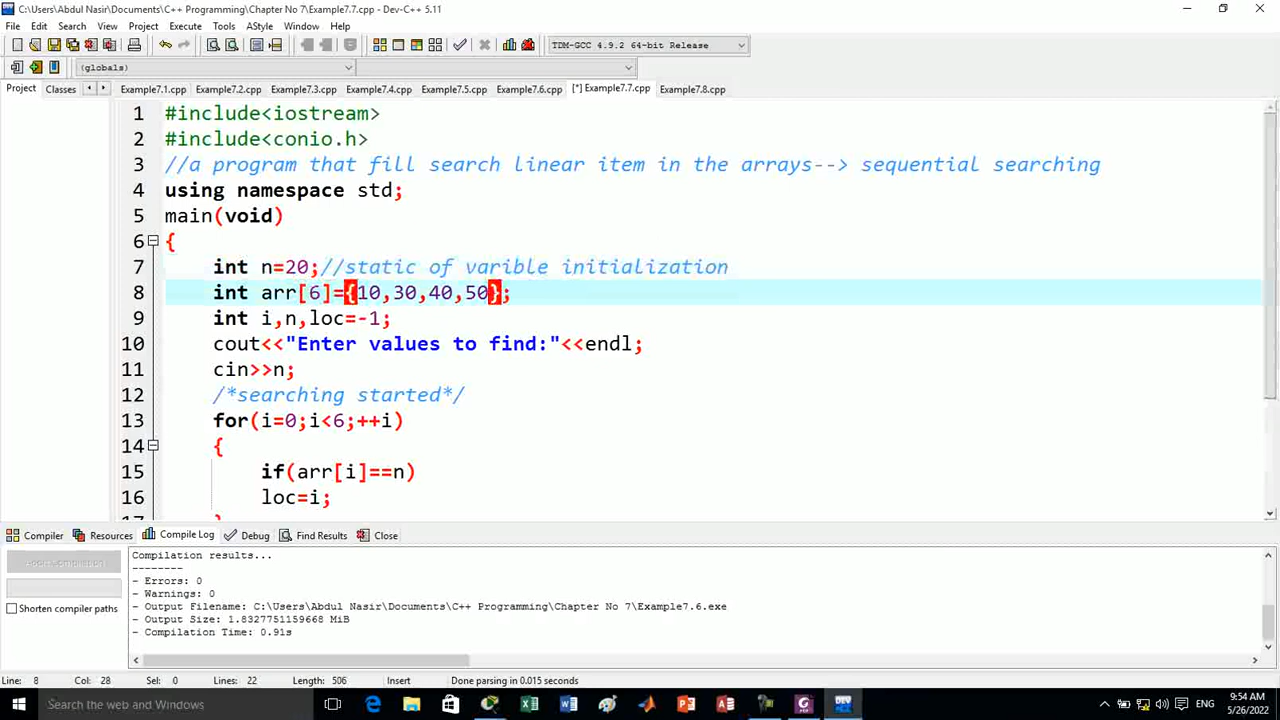 C:\Users\Abdul Nasir\Documents\C++ Programming\Chapter No 7\Example7.7.cpp - Dev-C++ 5.11
File Edit Search View Project Execute Tools AStyle Window Help
TDM-GCC 4.9.2 64-bit Release
(globals)
Project Classes Example7.1.cpp Example7.2.cpp Example7.3.cpp Example7.4.cpp Example7.5.cpp Example7.6.cpp [*] Example7.7.cpp Example7.8.cpp
1 #include<iostream>
2 #include<conio.h>
3 //a program that fill search linear item in the arrays--> sequential searching
4 using namespace std;
5 main(void)
6 {
7 int n=20;//static of varible initialization
8 int arr[6]={10,30,40,50};
9 int i,n,loc=-1;
10 cout<<"Enter values to find:"<<endl;
11 cin>>n;
12 /*searching started*/
13 for(i=0;i<6;++i)
14 {
15 if(arr[i]==n)
16 loc=i;
17 }
Compiler Resources Compile Log Debug Find Results Close
Abort Compilation
Shorten compiler paths
Compilation results...
--------
- Errors: 0
- Warnings: 0
- Output Filename: C:\Users\Abdul Nasir\Documents\C++ Programming\Chapter No 7\Example7.6.exe
- Output Size: 1.8327751159668 MiB
- Compilation Time: 0.91s
Line: 8 Col: 28 Sel: 0 Lines: 22 Length: 506 Insert Done parsing in 0.015 seconds
Search the web and Windows
ENG
9:54 AM
5/26/2022